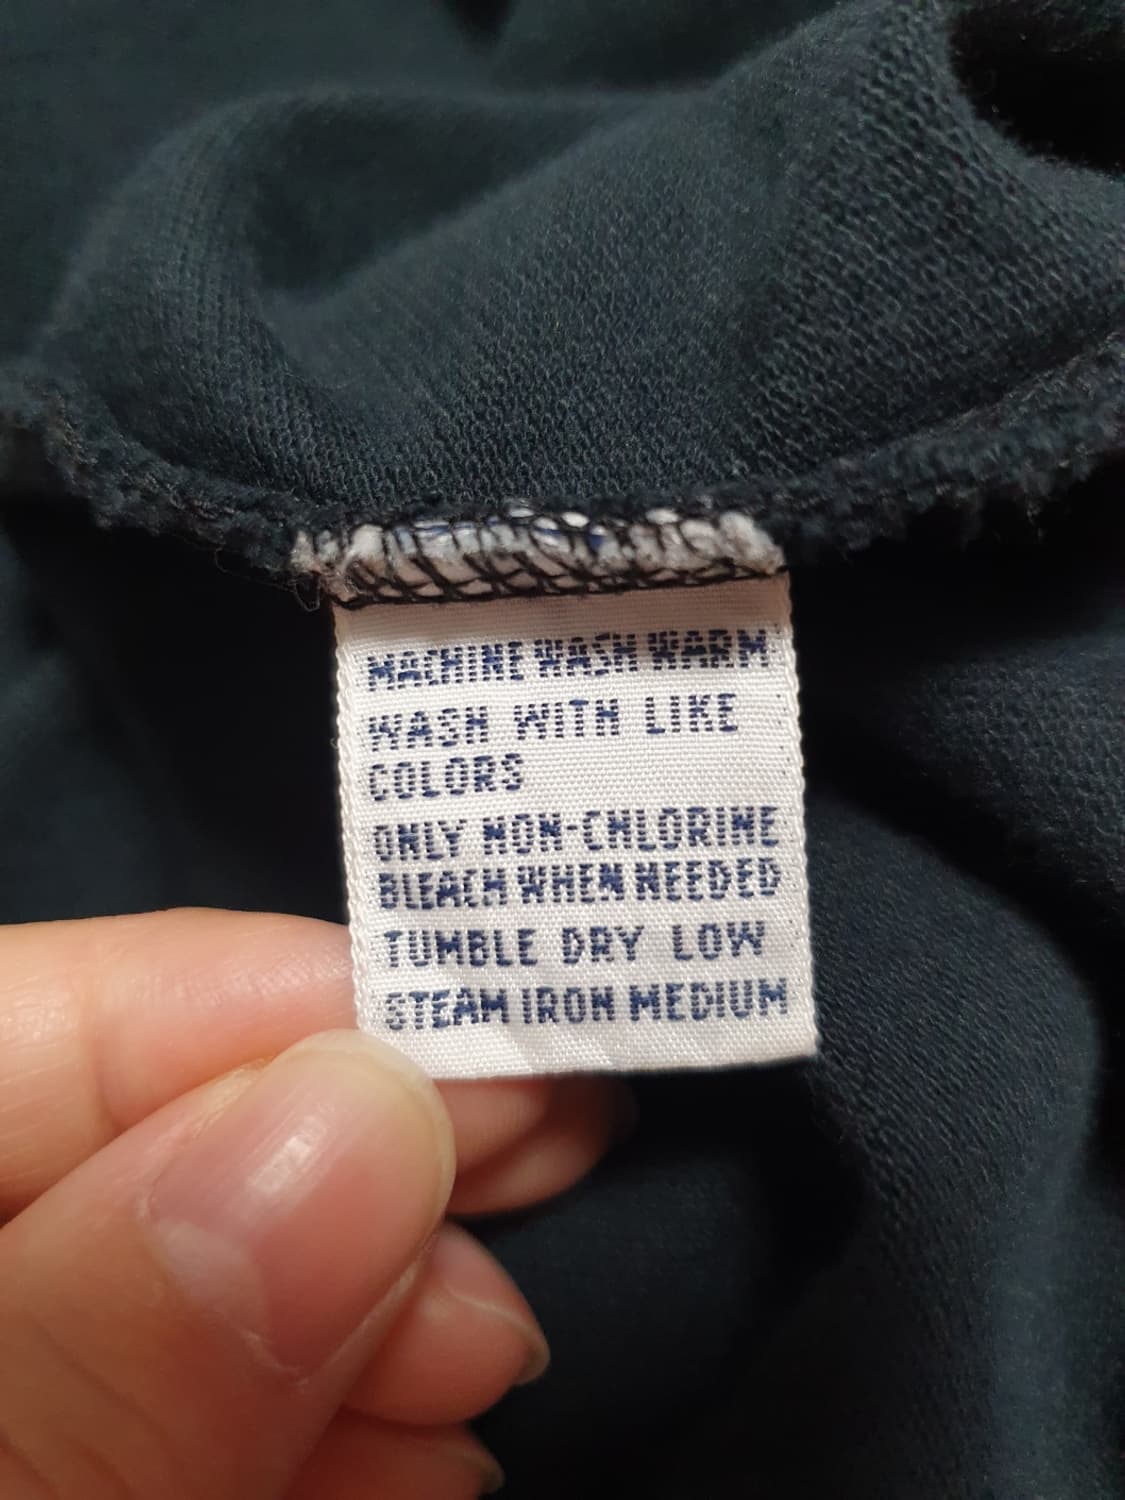 MACHINE WASH WARM
WASH WITH LIKE
COLORS
ONLY NON-CHLORINE
BLEACH WHEN NEEDED
TUMBLE DRY LOW
STEAM IRON MEDIUM